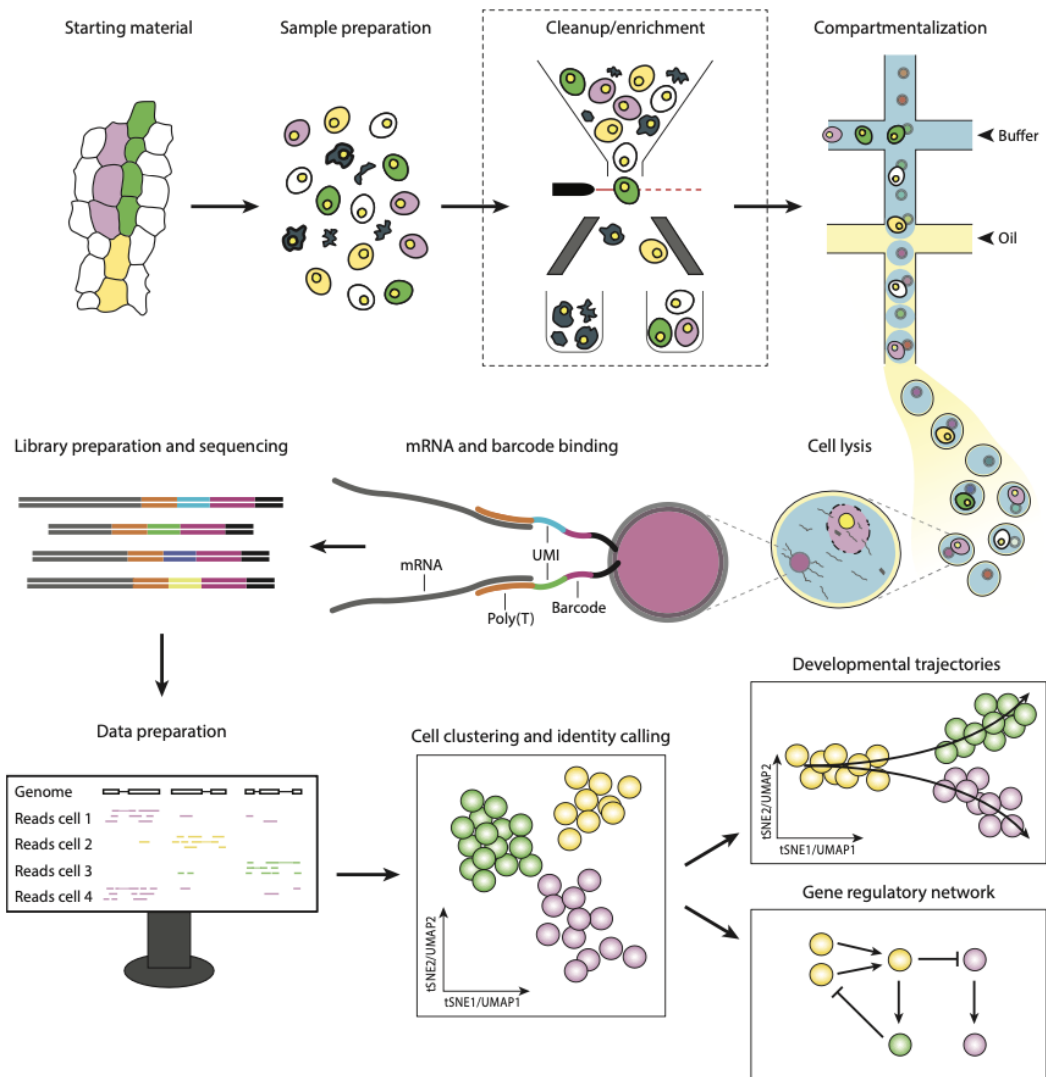 Starting material
Sample preparation
Cleanup/enrichment
Compartmentalization
Buffer
Oil
Library preparation and sequencing
mRNA and barcode binding
Cell lysis
mRNA
UMI
Poly(T)
Barcode
Data preparation
Genome
Reads cell 1
Reads cell 2
Reads cell 3
Reads cell 4
Cell clustering and identity calling
tSNE2/UMAP2
tSNE1/UMAP1
Developmental trajectories
tSNE2/UMAP2
tSNE1/UMAP1
Gene regulatory network